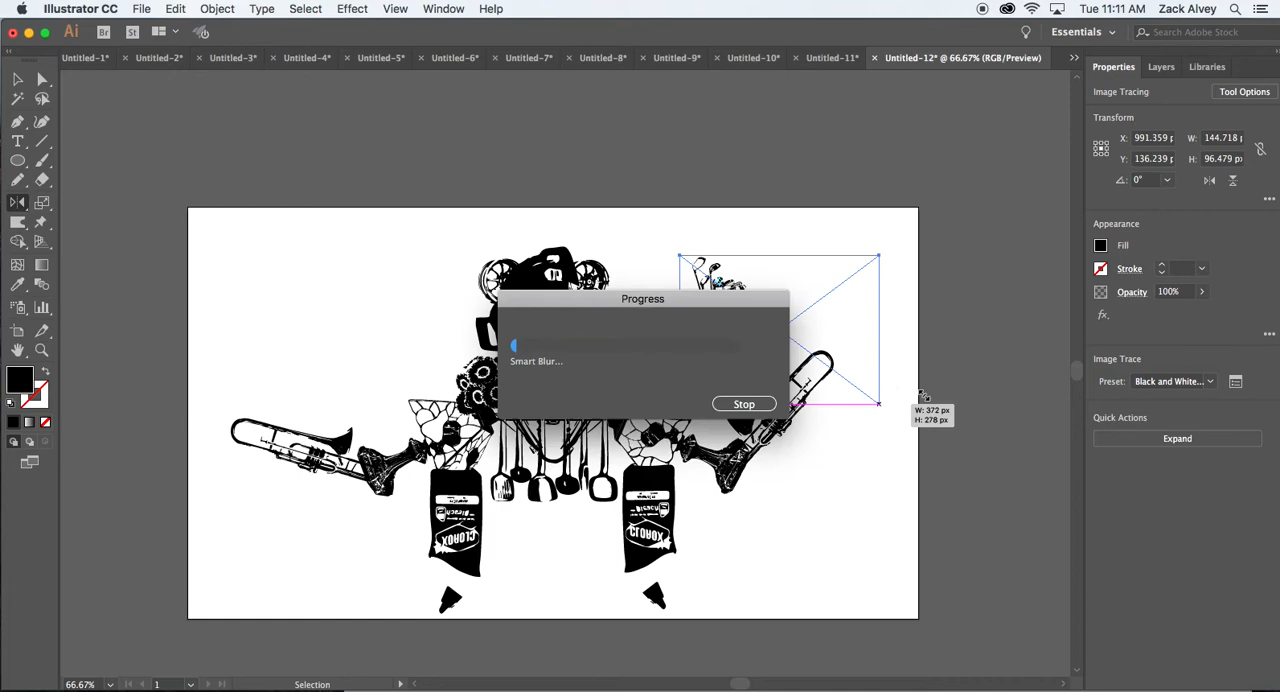 Illustrator CC File Edit Object Type Select Effect View Window Help Tue 11:11 AM Zack Alvey
Ai Br St Essentials Search Adobe Stock
Untitled-1* Untitled-2* Untitled-3* Untitled-4* Untitled-5* Untitled-6* Untitled-7* Untitled-8* Untitled-9* Untitled-10* Untitled-11* Untitled-12* @ 66.67% (RGB/Preview)
Properties Layers Libraries
Image Tracing Tool Options
Transform
X: 991.359 p W: 144.718 p
Y: 136.239 p H: 96.479 px
0°
Appearance
Fill
Stroke
Opacity 100%
fx.
Image Trace
Preset: Black and White...
Quick Actions
Expand
Progress
Smart Blur...
Stop
W: 372 px
H: 278 px
Bleach
CLOROX
Bleach
CLOROX
66.67% 1 Selection